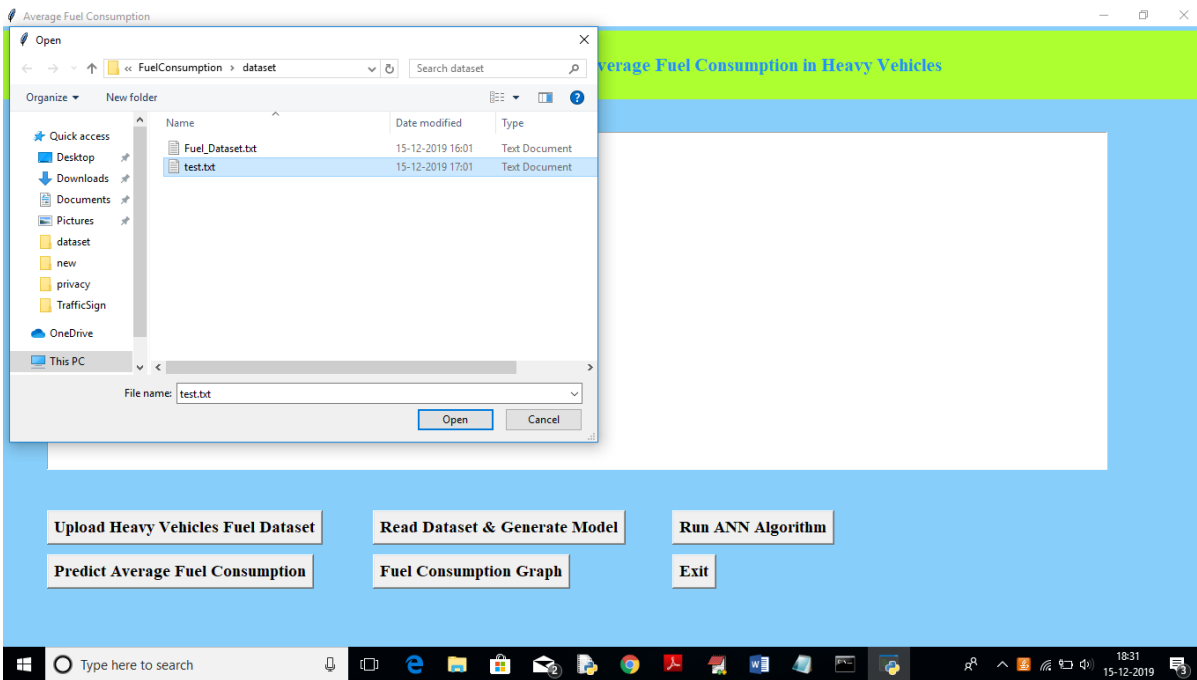 Average Fuel Consumption
Open
« FuelConsumption > dataset
Search dataset
verage Fuel Consumption in Heavy Vehicles
Organize
New folder
Name
Date modified
Type
Quick access
Desktop
Downloads
Documents
Pictures
dataset
new
privacy
TrafficSign
OneDrive
This PC
Fuel_Dataset.txt 15-12-2019 16:01 Text Document
test.txt 15-12-2019 17:01 Text Document
File name: test.txt
Open
Cancel
Upload Heavy Vehicles Fuel Dataset
Read Dataset & Generate Model
Run ANN Algorithm
Predict Average Fuel Consumption
Fuel Consumption Graph
Exit
Type here to search
2
18:31
15-12-2019
3